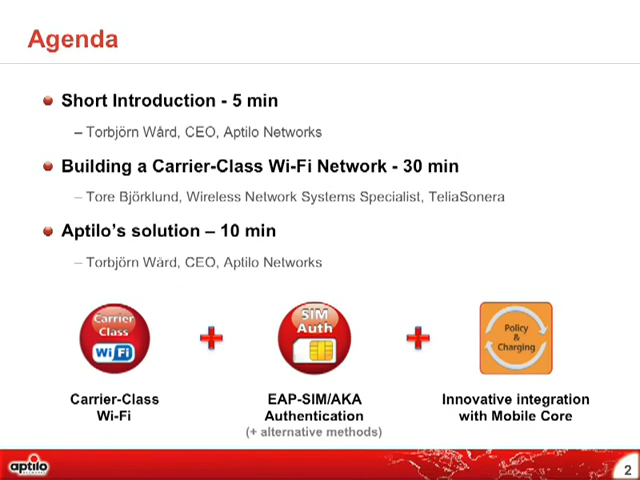 Agenda
Short Introduction - 5 min
– Torbjörn Wård, CEO, Aptilo Networks
Building a Carrier-Class Wi-Fi Network - 30 min
– Tore Björklund, Wireless Network Systems Specialist, TeliaSonera
Aptilo's solution – 10 min
– Torbjörn Wård, CEO, Aptilo Networks
Carrier
Class
Wi Fi
SIM
Auth
Policy
&
Charging
Carrier-Class
Wi-Fi
EAP-SIM/AKA
Authentication
(+ alternative methods)
Innovative integration
with Mobile Core
aptilo
NETWORKS
2